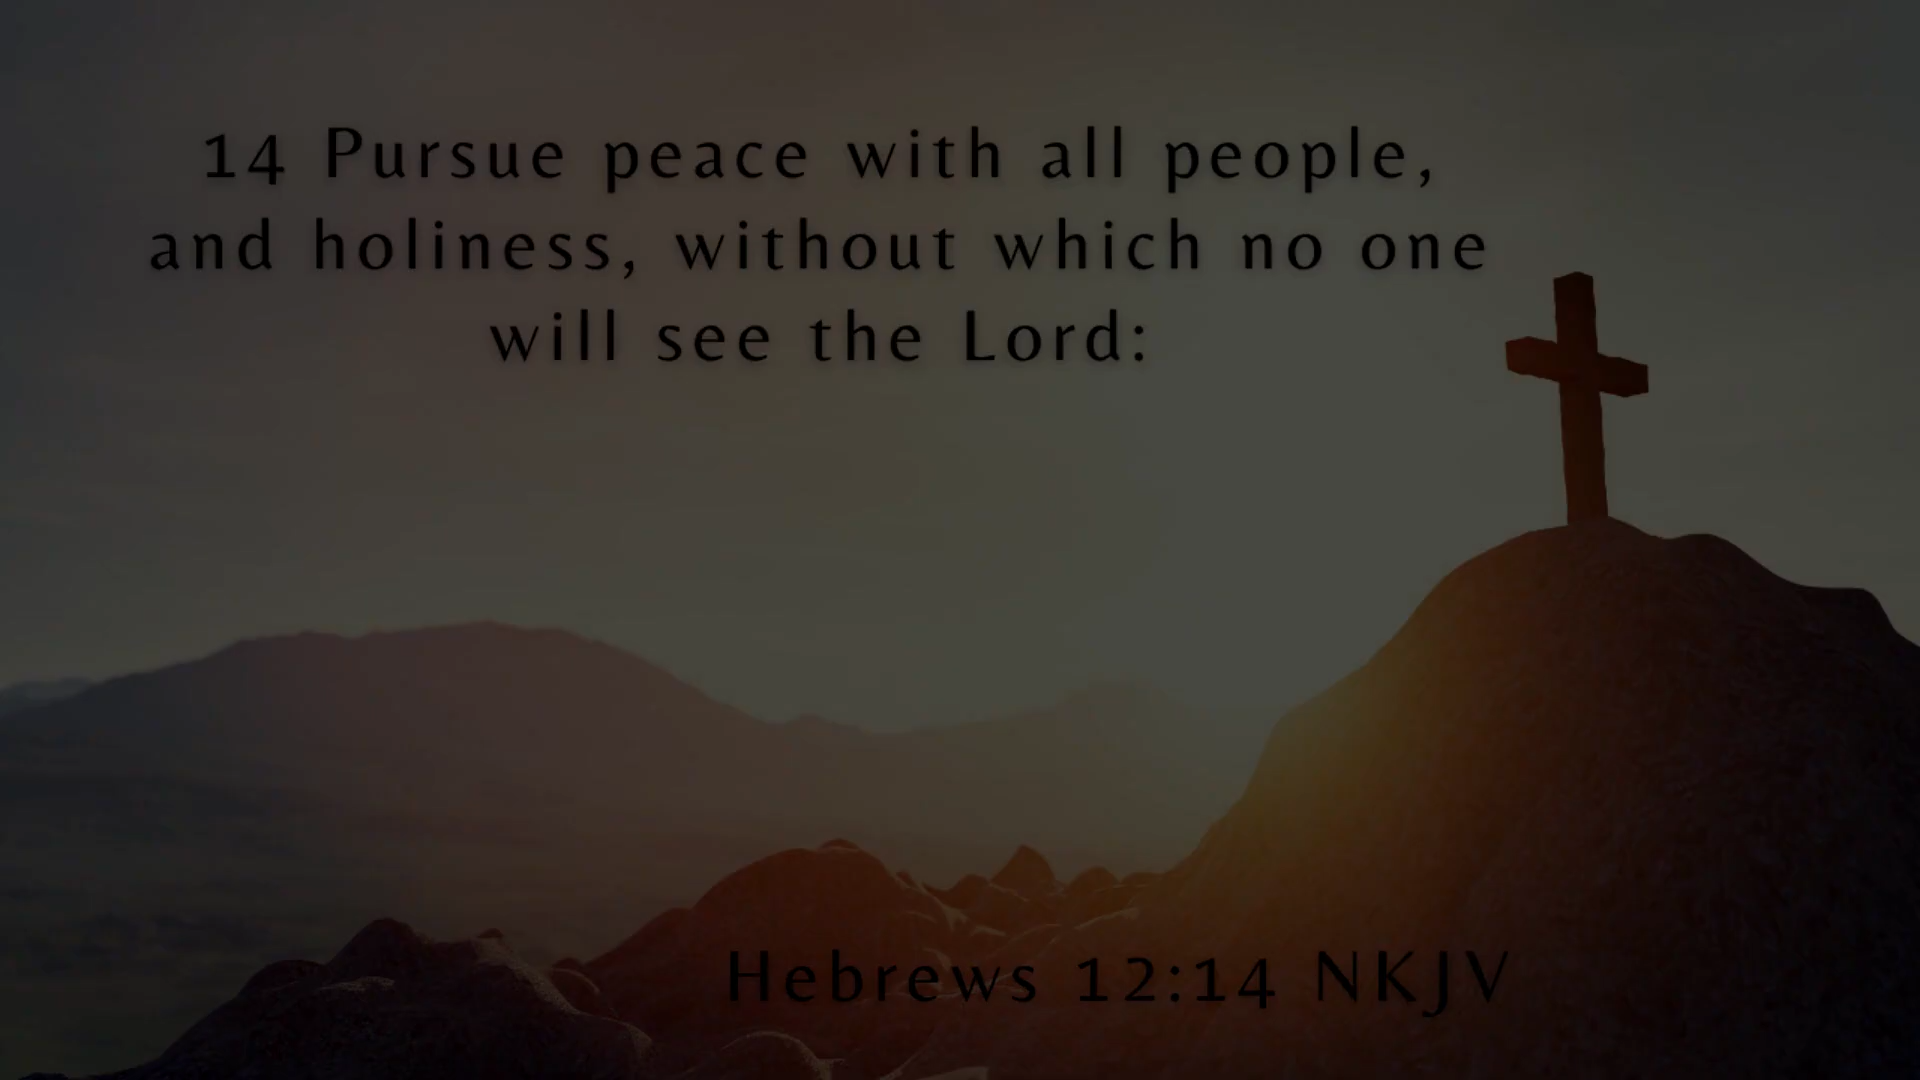 14 Pursue peace with all people,
and holiness, without which no one
will see the Lord:
Hebrews 12:14 NKJV